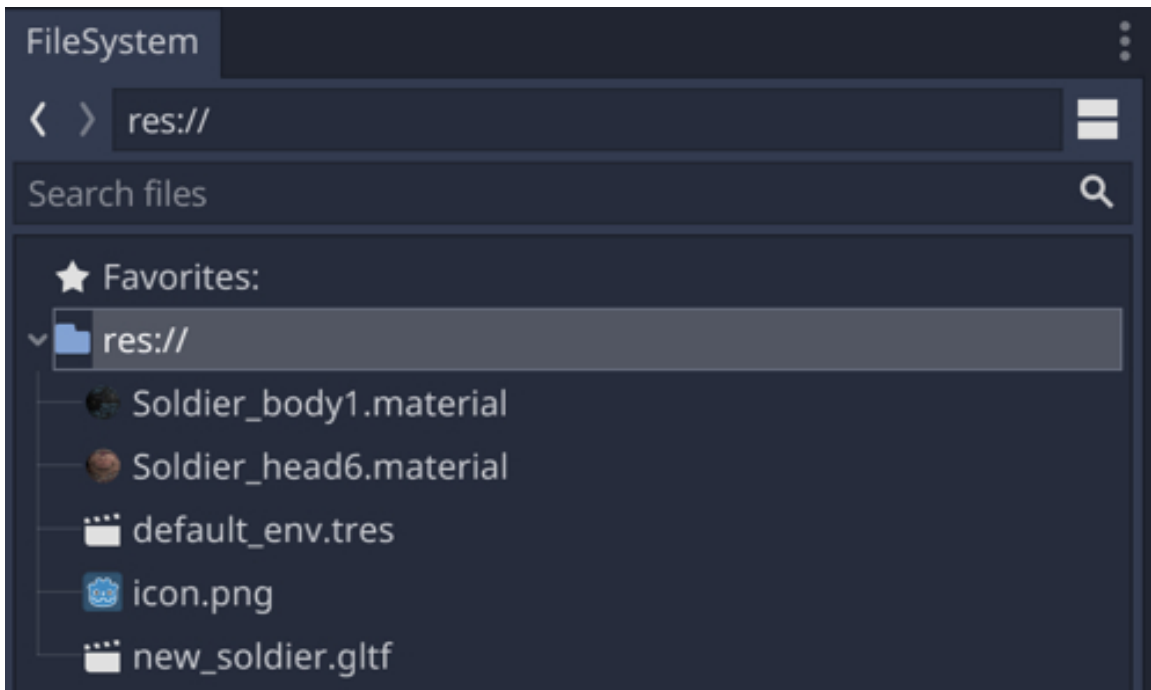 FileSystem
res://
Search files
Favorites:
res://
Soldier_body1.material
Soldier_head6.material
default_env.tres
icon.png
new_soldier.gltf